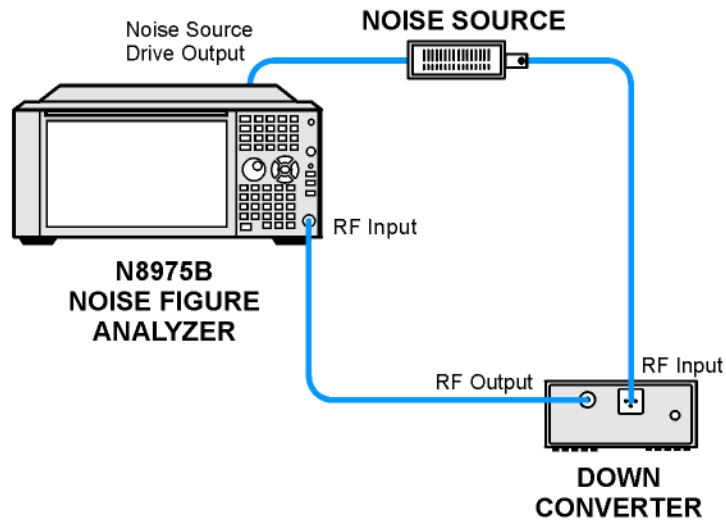 NOISE SOURCE
Noise Source
Drive Output
RF Input
N8975B
NOISE FIGURE
ANALYZER
RF Input
RF Output
DOWN
CONVERTER